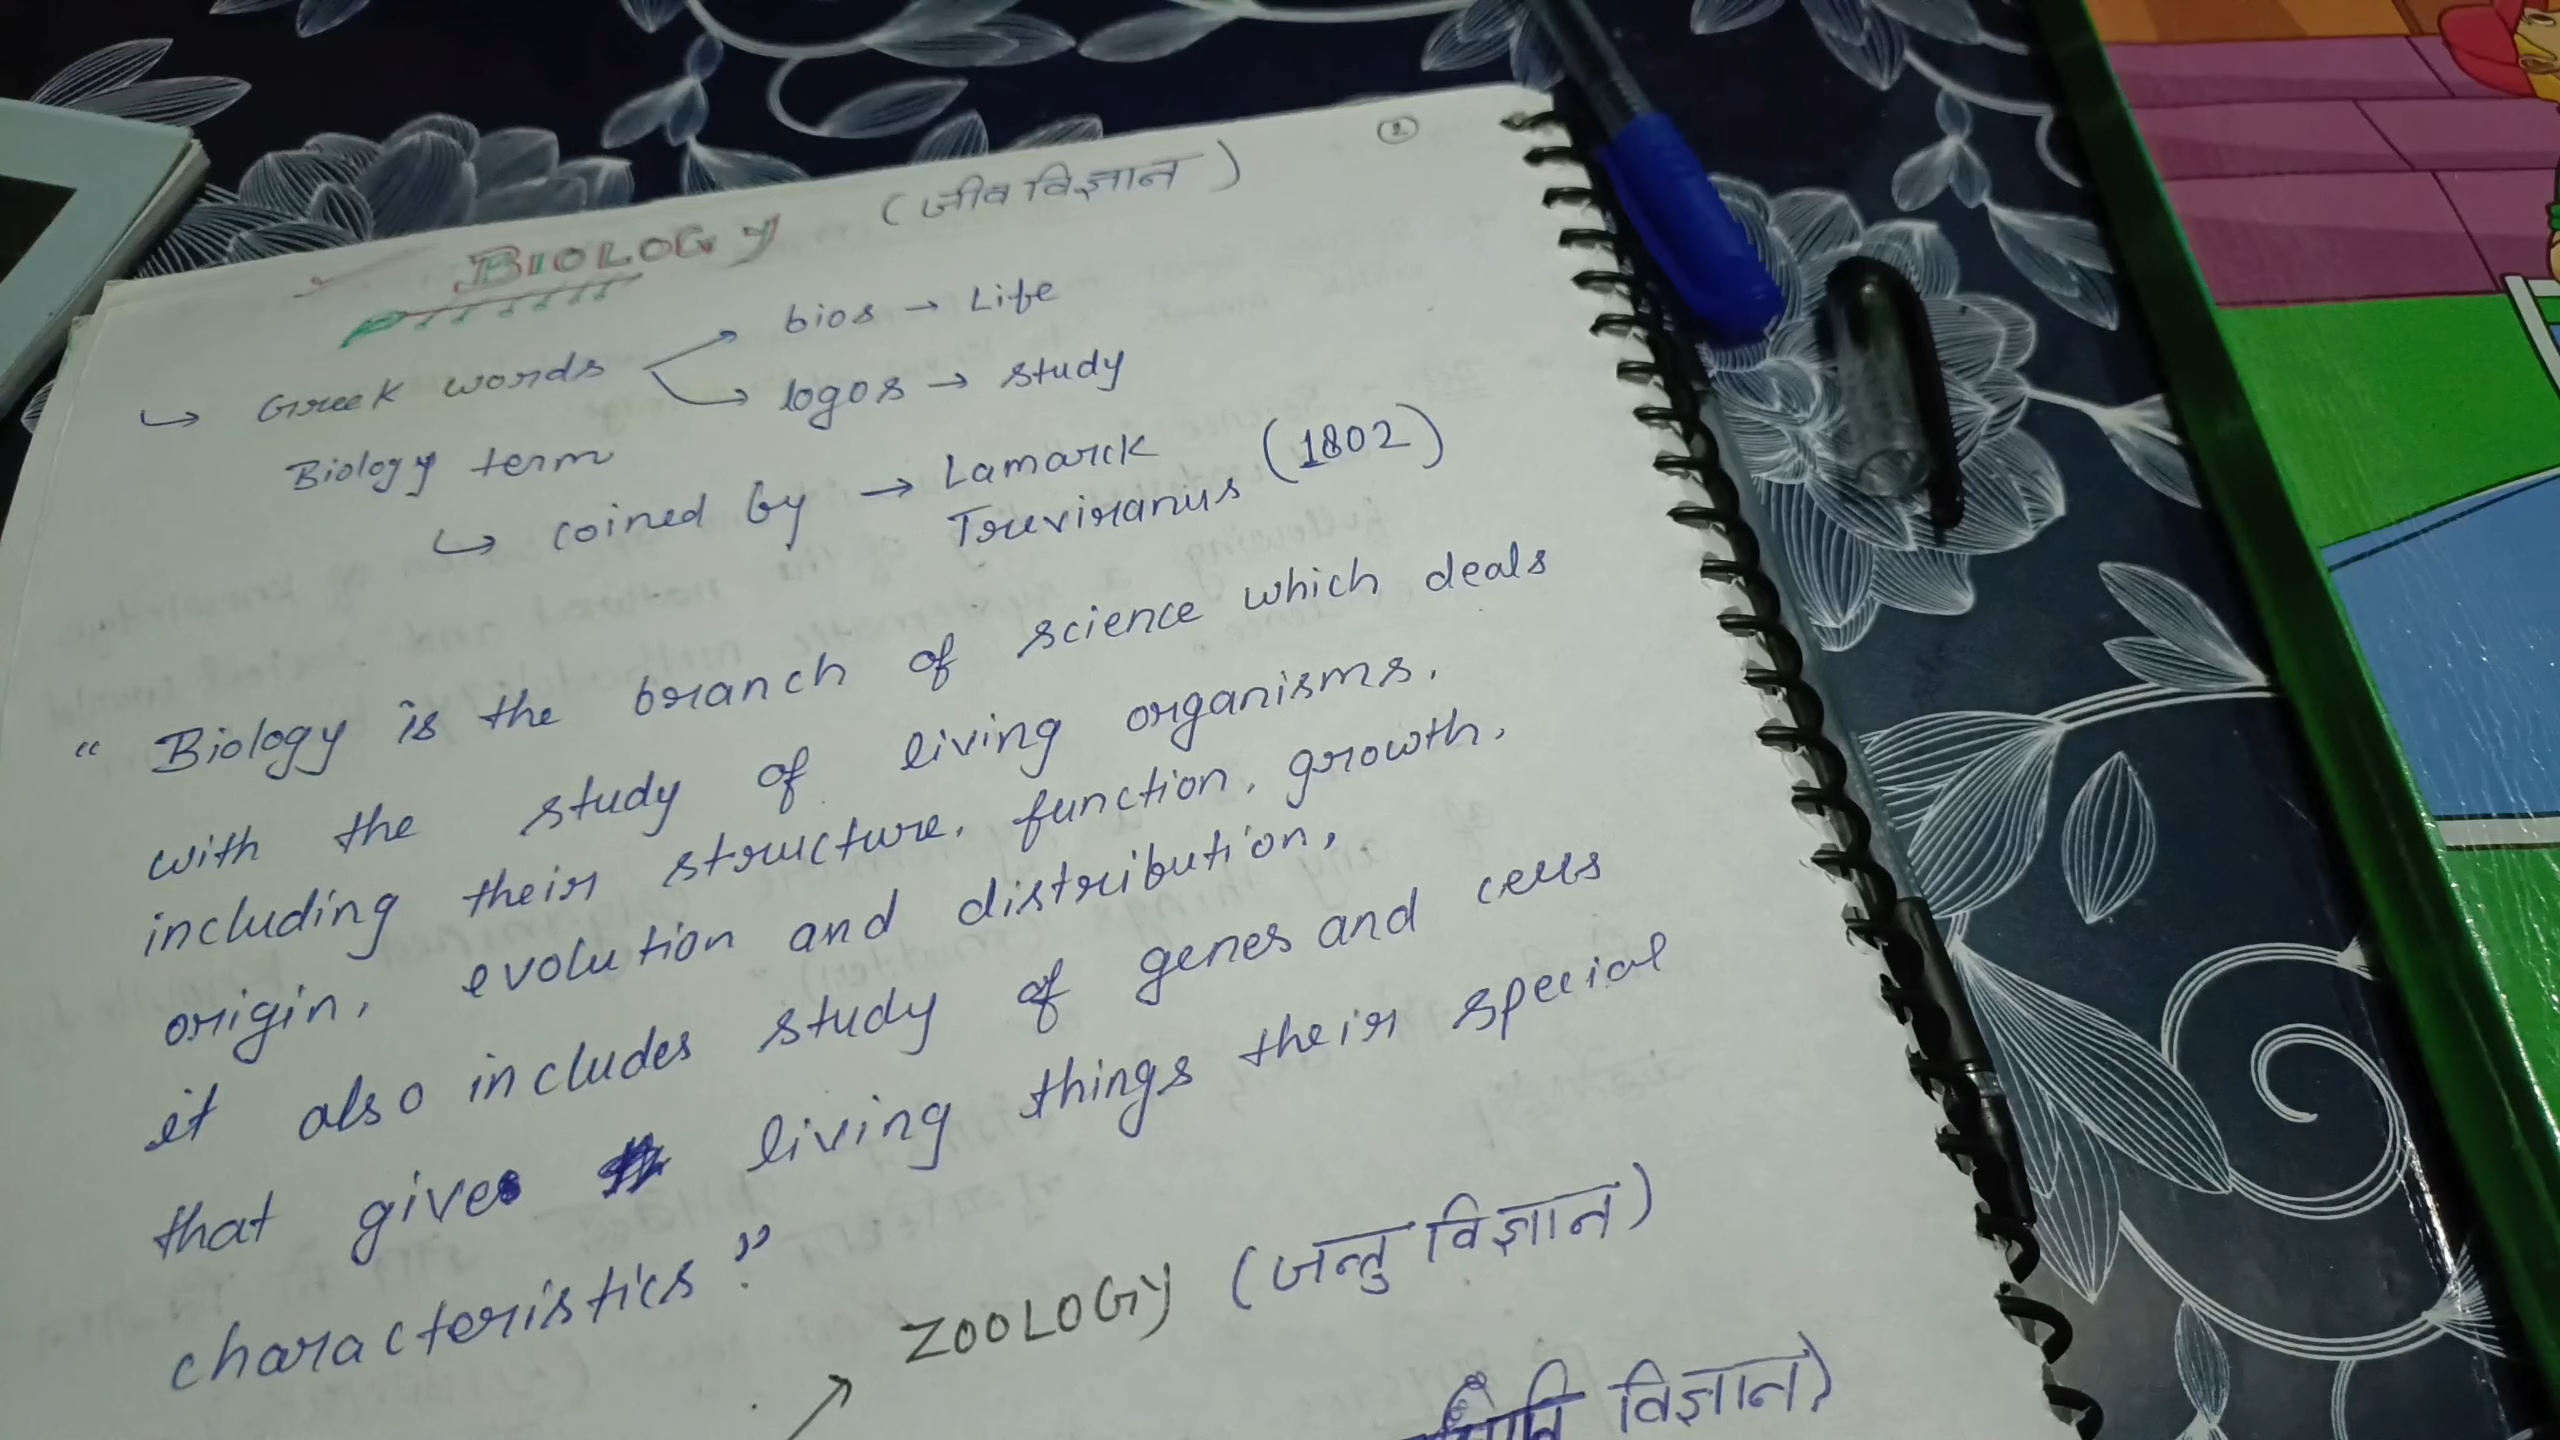 ②
BIOLOGY (जीव विज्ञान)
↳ Greek words → bios → Life
→ logos → study
Biology term
↳ coined by → Lamarck
Treviranus (1802)
“ Biology is the branch of science which deals
with the study of living organisms.
including their structure, function, growth,
origin, evolution and distribution,
it also includes study of genes and cells
that gives living things their special
characteristics.”
↗ ZOOLOGY (जन्तु विज्ञान)
विज्ञान)